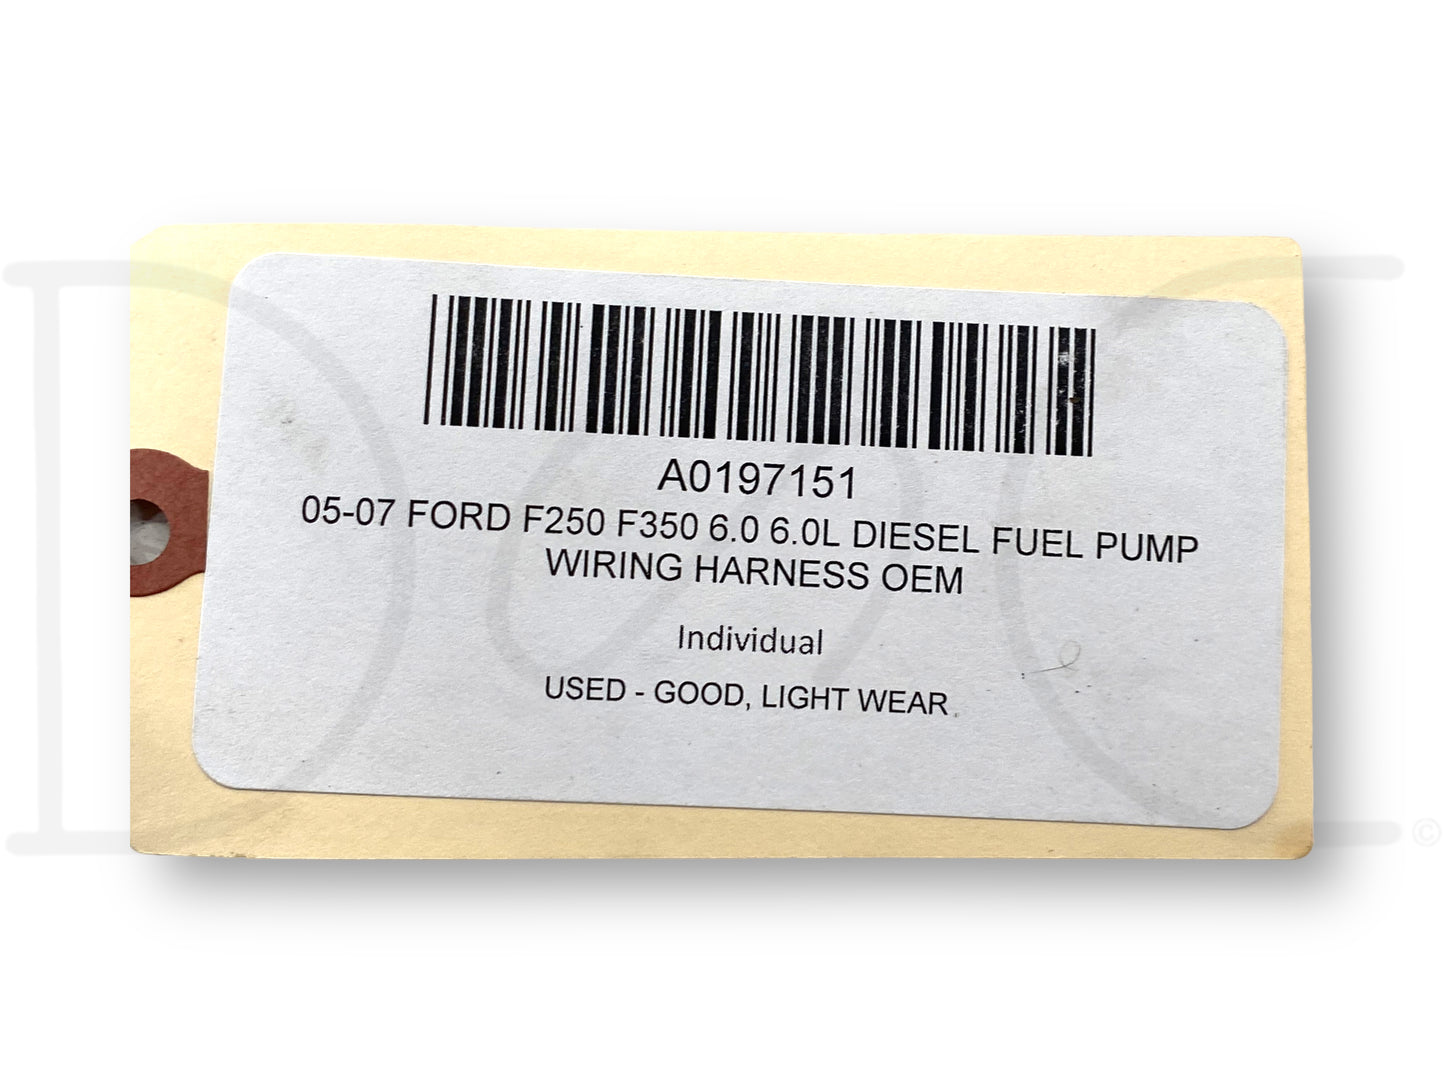 A0197151
05-07 FORD F250 F350 6.0 6.0L DIESEL FUEL PUMP
WIRING HARNESS OEM
Individual
USED - GOOD, LIGHT WEAR
©